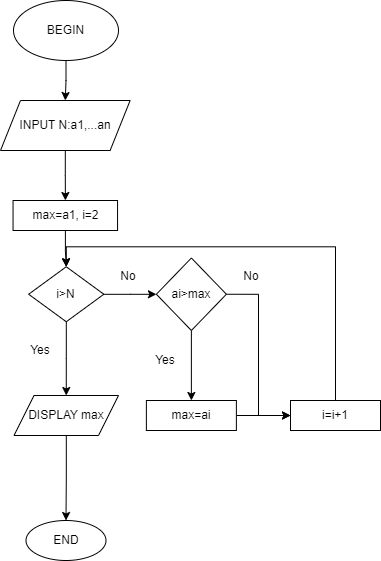 BEGIN
INPUT N:a1,...an
max=a1, i=2
No
No
i>N
ai>max
Yes
Yes
DISPLAY max
max=ai
i=i+1
END